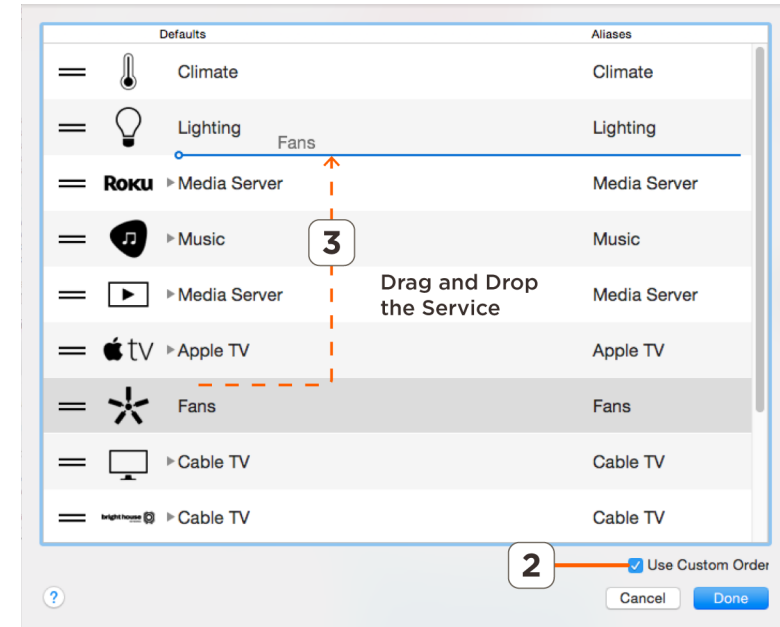 Defaults Aliases
Climate Climate
Lighting Lighting
Fans
ROKU Media Server Media Server
Music Music
3
Media Server Media Server
Drag and Drop
the Service
tv Apple TV Apple TV
Fans Fans
Cable TV Cable TV
bright house Cable TV Cable TV
2 Use Custom Order
? Cancel Done